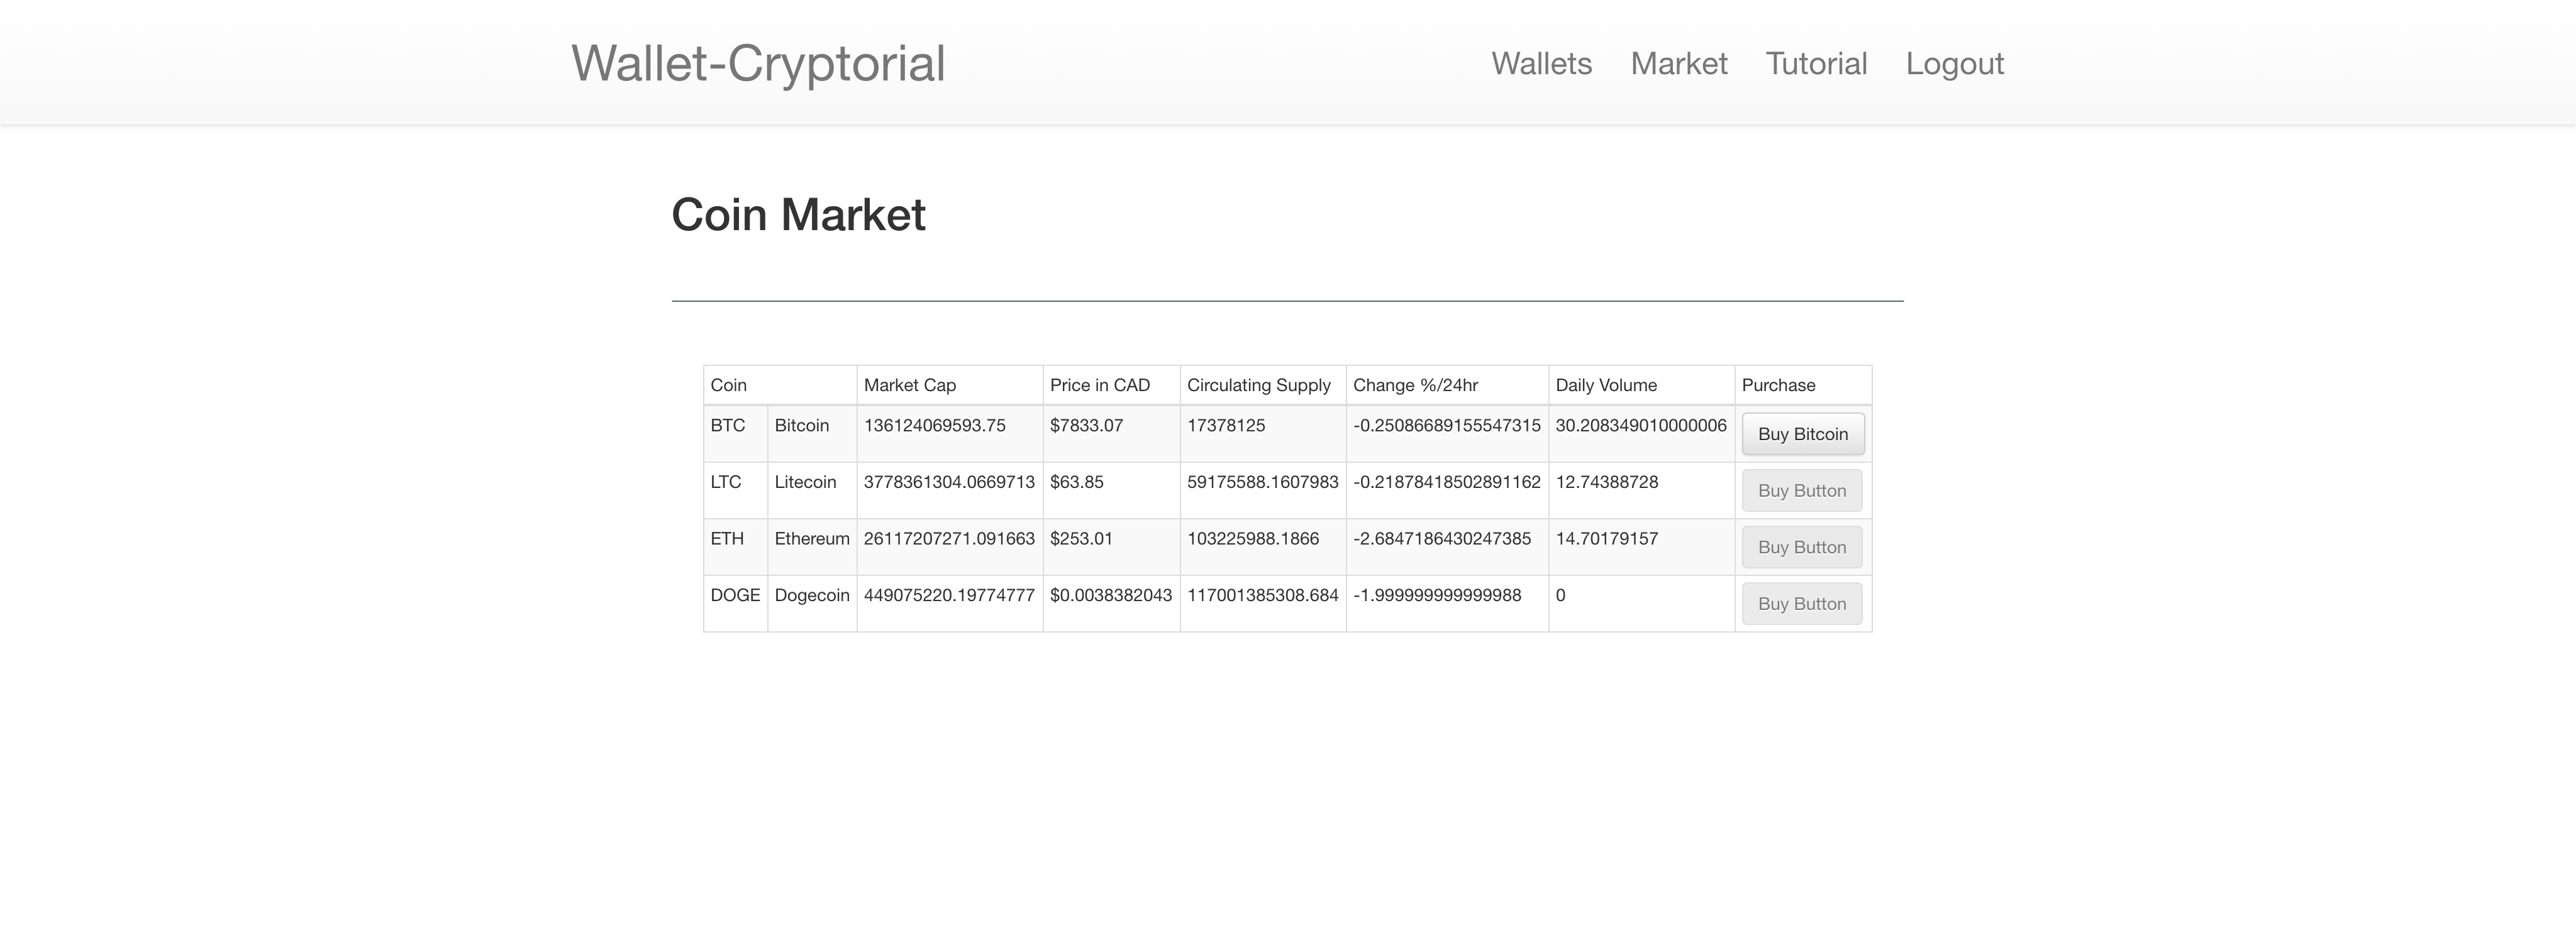 Wallet-Cryptorial
Wallets Market Tutorial Logout
Coin Market
Coin Market Cap Price in CAD Circulating Supply Change %/24hr Daily Volume Purchase
BTC Bitcoin 136124069593.75 $7833.07 17378125 -0.25086689155547315 30.208349010000006 Buy Bitcoin
LTC Litecoin 3778361304.0669713 $63.85 59175588.1607983 -0.21878418502891162 12.74388728 Buy Button
ETH Ethereum 26117207271.091663 $253.01 103225988.1866 -2.6847186430247385 14.70179157 Buy Button
DOGE Dogecoin 449075220.19774777 $0.0038382043 117001385308.684 -1.999999999999988 0 Buy Button